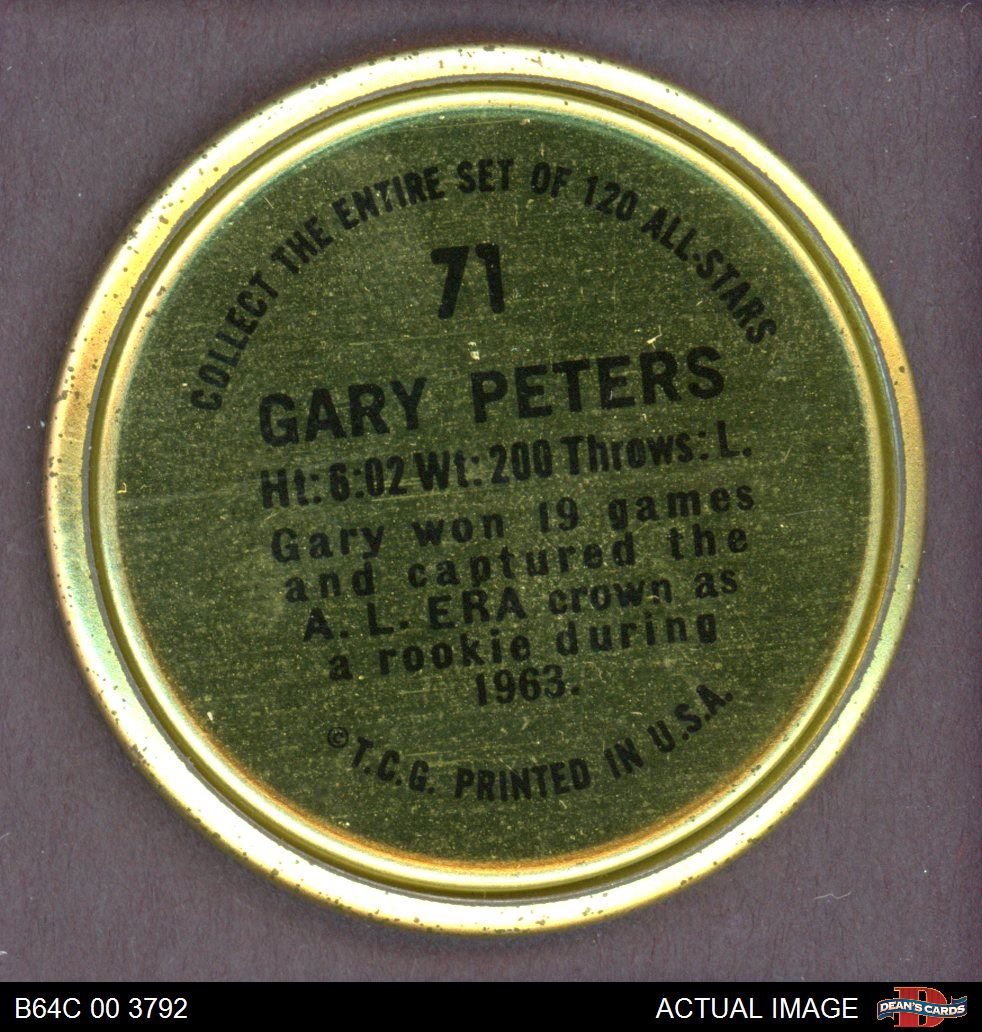 COLLECT THE ENTIRE SET OF 120 ALL-STARS
71
GARY PETERS
Ht: 6:02 Wt: 200 Throws: L.
Gary won 19 games
and captured the
A. L. ERA crown as
a rookie during
1963.
© T.C.G. PRINTED IN U.S.A.
B64C 00 3792
ACTUAL IMAGE
DEAN'S CARDS